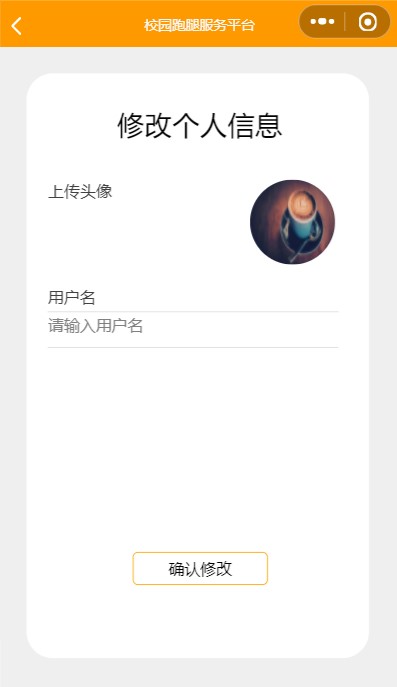 校园跑腿服务平台
修改个人信息
上传头像
用户名
请输入用户名
确认修改